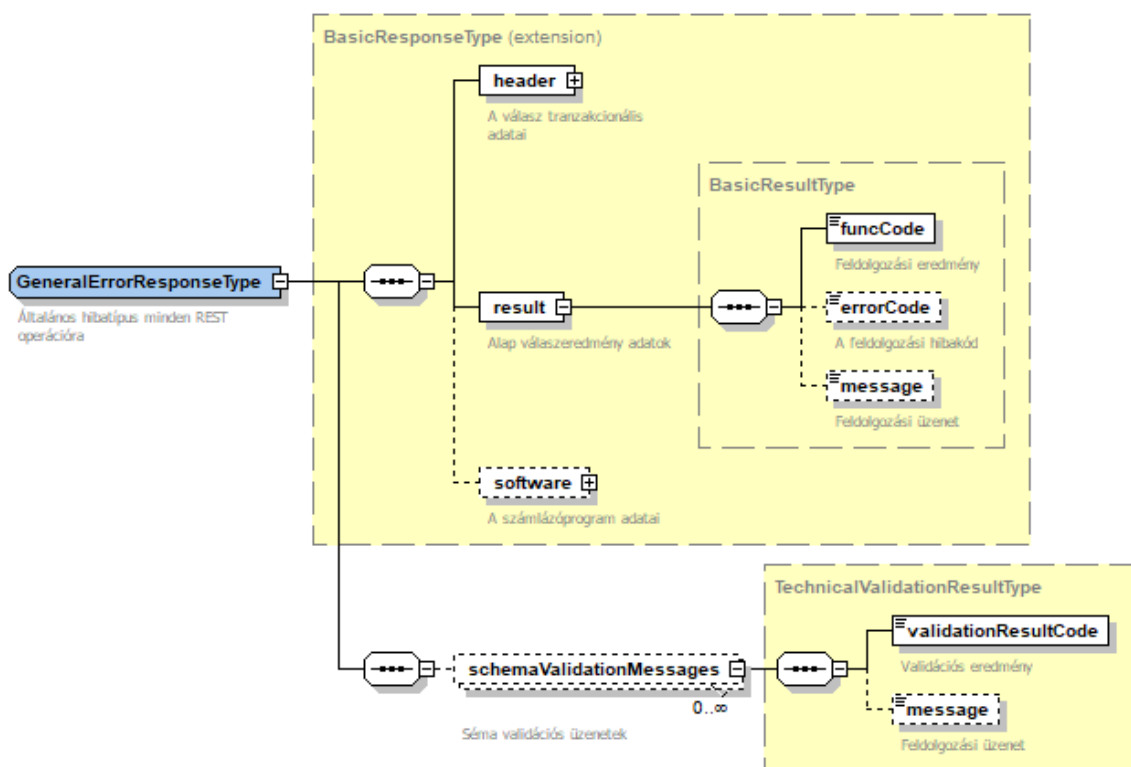 BasicResponseType (extension)
header
A válasz tranzakcionális
adatai
BasicResultType
funcCode
Feldolgozási eredmény
GeneralErrorResponseType
Általános hibatípus minden REST
operációra
result
Alap válaszeredmény adatok
errorCode
A feldolgozási hibakód
message
Feldolgozási üzenet
software
A számlázóprogram adatai
TechnicalValidationResultType
validationResultCode
Validációs eredmény
schemaValidationMessages
0..∞
Séma validációs üzenetek
message
Feldolgozási üzenet